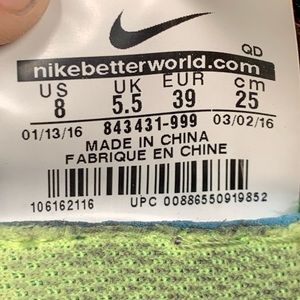 QD
nikebetterworld.com
US UK EUR cm
8 5.5 39 25
01/13/16 843431-999 03/02/16
MADE IN CHINA
FABRIQUE EN CHINE
106162116 UPC 00886550919852